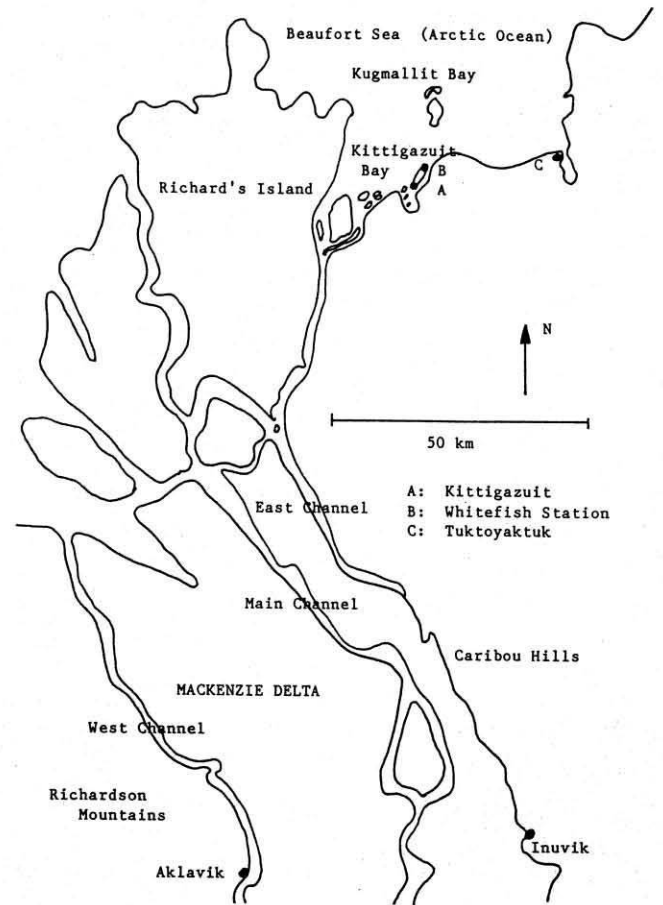 Beaufort Sea (Arctic Ocean)
Kugmallit Bay
Kittigazuit
Bay
B
A
C
Richard's Island
N
50 km
A: Kittigazuit
B: Whitefish Station
C: Tuktoyaktuk
East Channel
Main Channel
Caribou Hills
MACKENZIE DELTA
West Channel
Richardson
Mountains
Inuvik
Aklavik